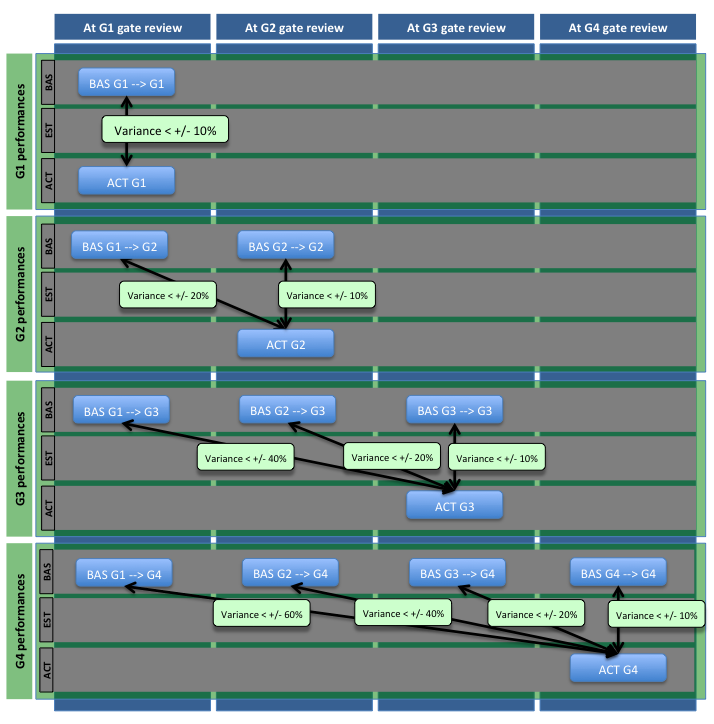 At G1 gate review
At G2 gate review
At G3 gate review
At G4 gate review
G1 performances
BAS
BAS G1 --> G1
EST
Variance < +/- 10%
ACT
ACT G1
G2 performances
BAS
BAS G1 --> G2
BAS G2 --> G2
EST
Variance < +/- 20%
Variance < +/- 10%
ACT
ACT G2
G3 performances
BAS
BAS G1 --> G3
BAS G2 --> G3
BAS G3 --> G3
EST
Variance < +/- 40%
Variance < +/- 20%
Variance < +/- 10%
ACT
ACT G3
G4 performances
BAS
BAS G1 --> G4
BAS G2 --> G4
BAS G3 --> G4
BAS G4 --> G4
EST
Variance < +/- 60%
Variance < +/- 40%
Variance < +/- 20%
Variance < +/- 10%
ACT
ACT G4